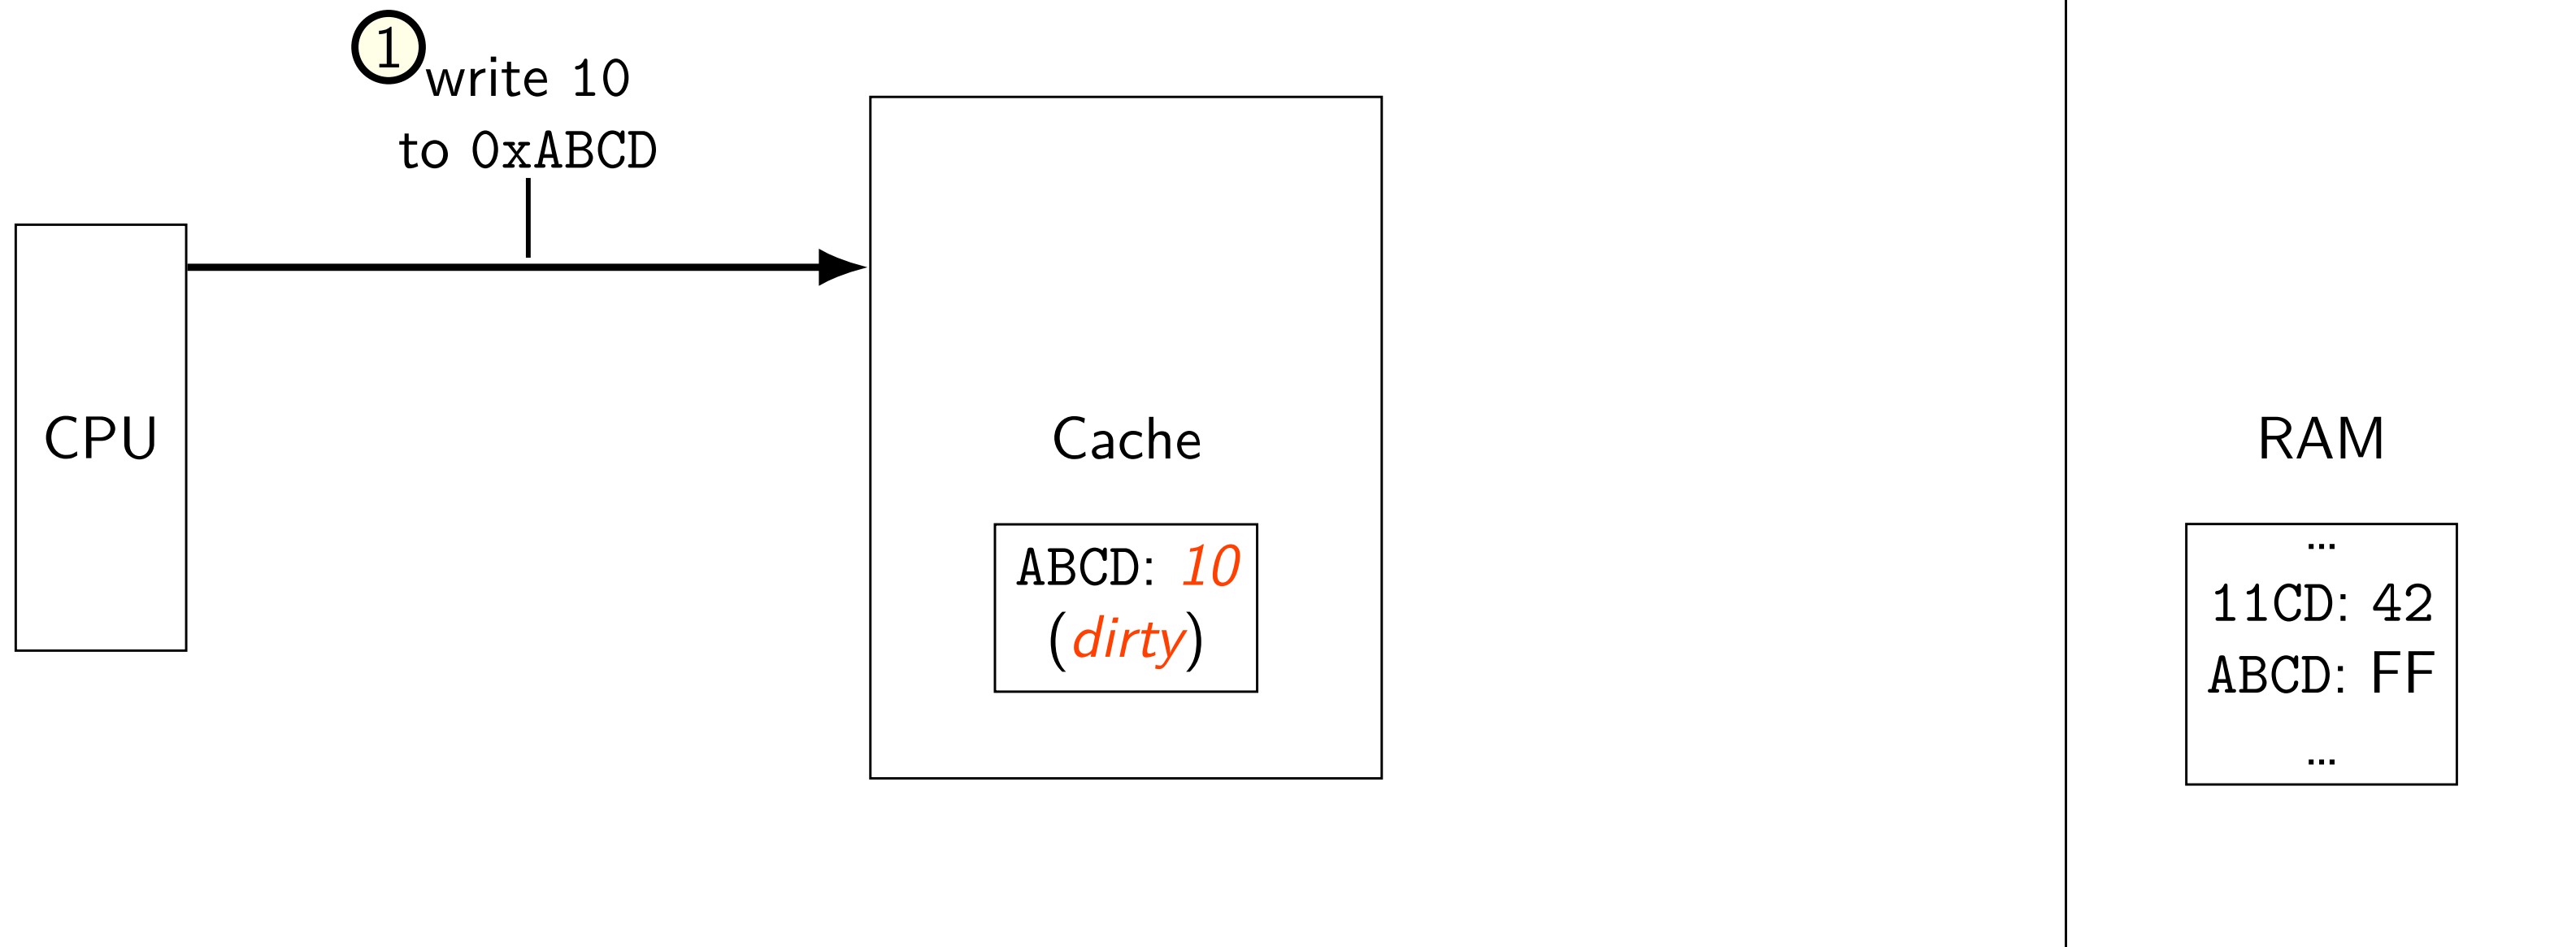 1
write 10
to 0xABCD
CPU
Cache
ABCD: 10
(dirty)
RAM
...
11CD: 42
ABCD: FF
...